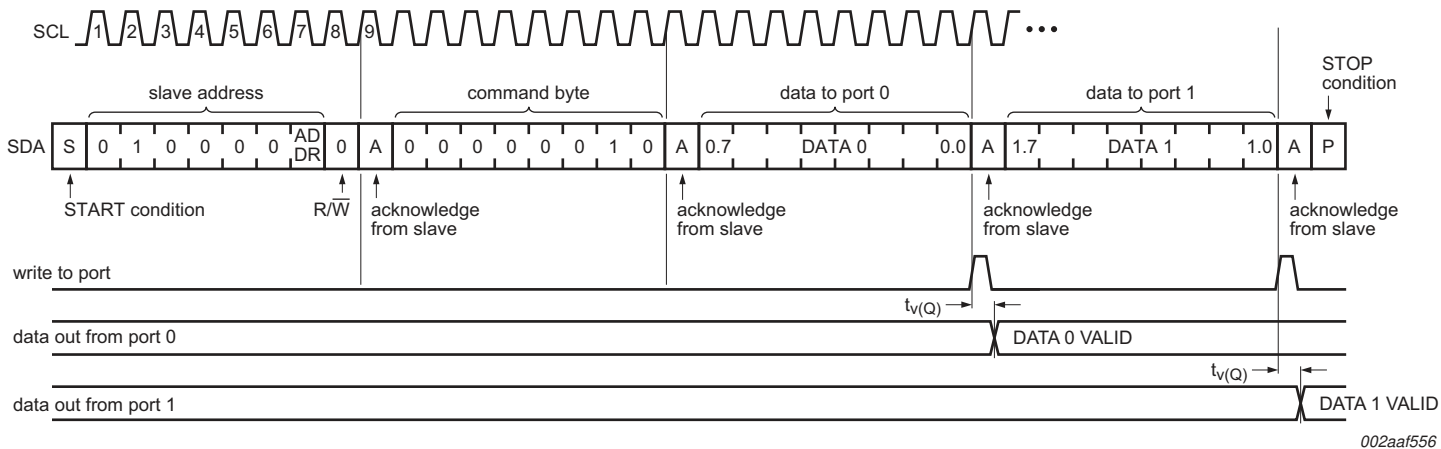 SCL 1 2 3 4 5 6 7 8 9 •••
STOP
condition
slave address command byte data to port 0 data to port 1
SDA S 0 1 0 0 0 0 AD DR 0 A 0 0 0 0 0 0 1 0 A 0.7 DATA 0 0.0 A 1.7 DATA 1 1.0 A P
START condition R/W̅ acknowledge from slave acknowledge from slave acknowledge from slave acknowledge from slave
write to port
tv(Q)
data out from port 0 DATA 0 VALID
tv(Q)
data out from port 1 DATA 1 VALID
002aaf556